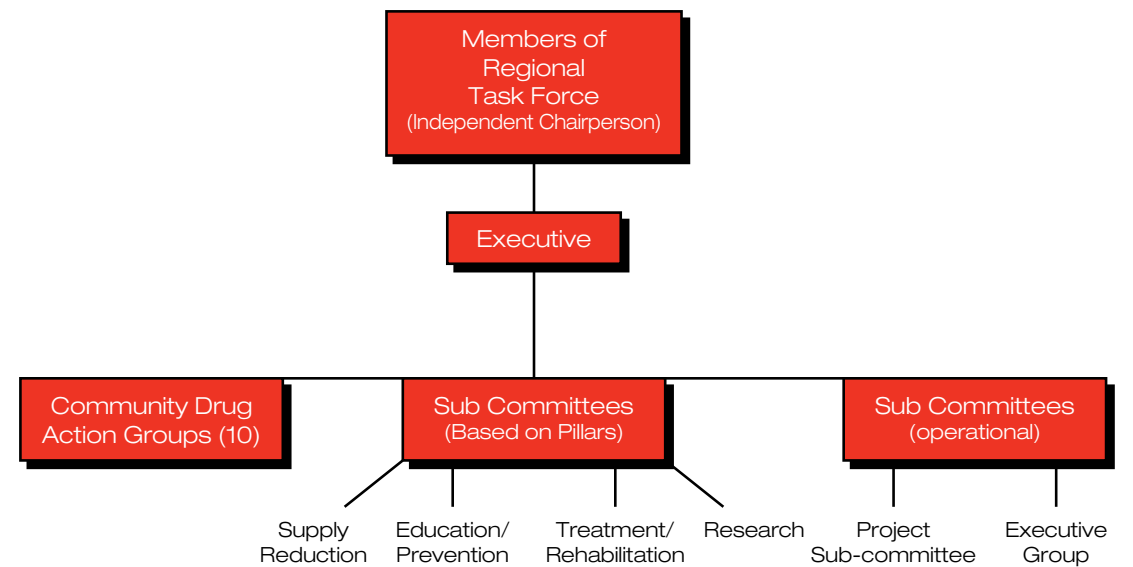 Members of
Regional
Task Force
(Independent Chairperson)
Executive
Community Drug
Action Groups (10)
Sub Committees
(Based on Pillars)
Sub Committees
(operational)
Supply
Reduction
Education/
Prevention
Treatment/
Rehabilitation
Research
Project
Sub-committee
Executive
Group